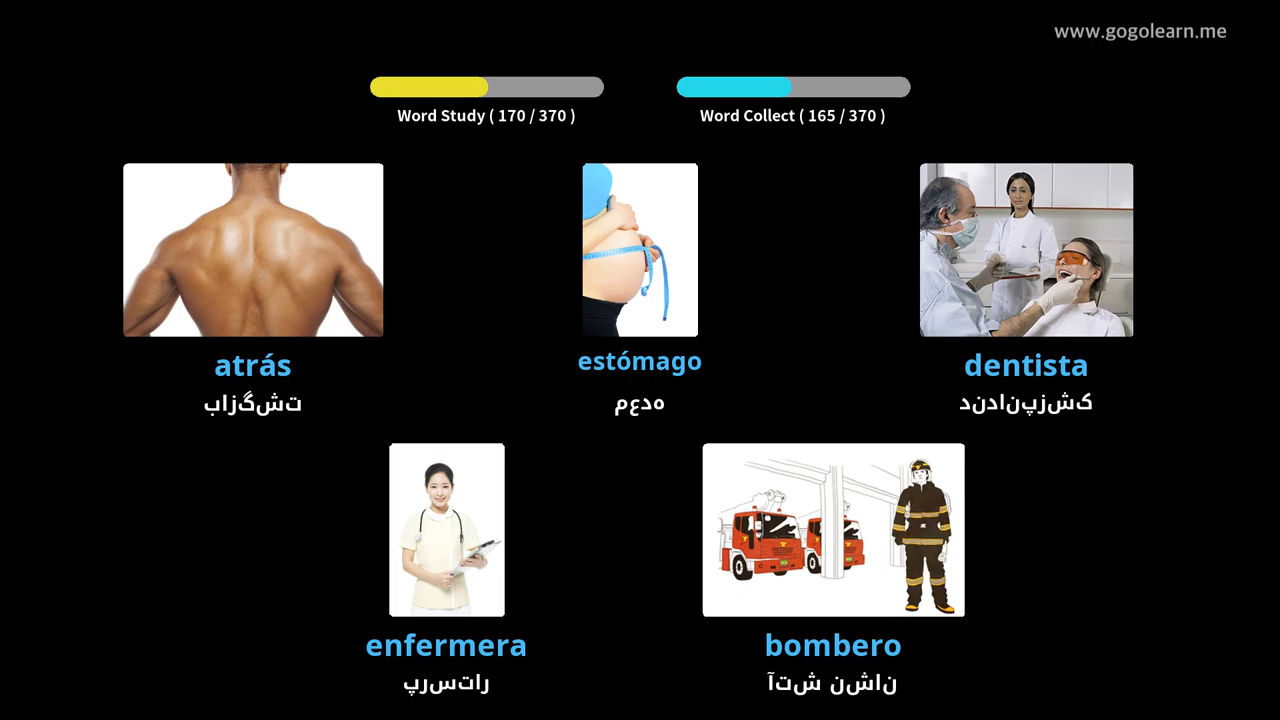 www.gogolearn.me
Word Study ( 170 / 370 )
Word Collect ( 165 / 370 )
atrás
بازگشت
estómago
معده
dentista
دندانپزشک
enfermera
پرستار
bombero
آتش نشان